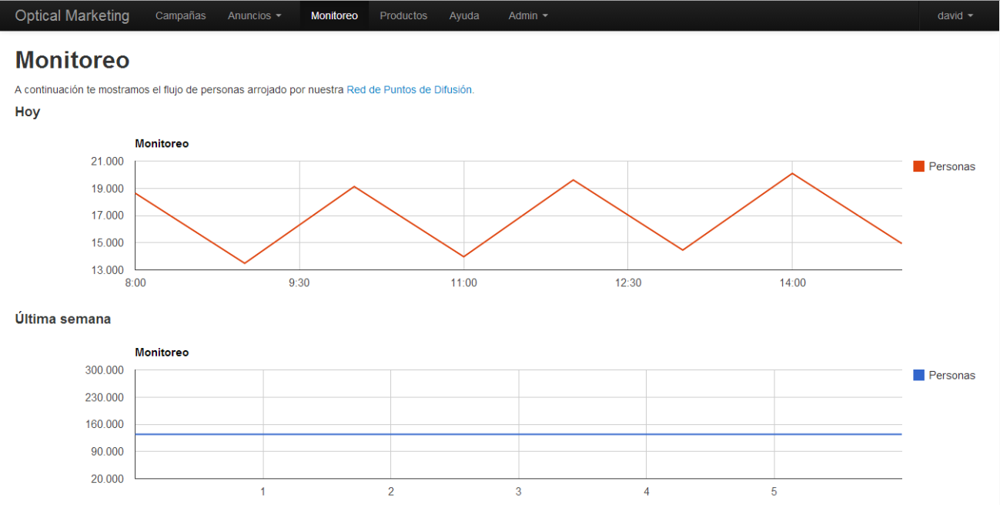 Optical Marketing Campañas Anuncios Monitoreo Productos Ayuda Admin david
Monitoreo
A continuación te mostramos el flujo de personas arrojado por nuestra Red de Puntos de Difusión.
Hoy
Monitoreo
21.000
Personas
19.000
17.000
15.000
13.000
8:00 9:30 11:00 12:30 14:00
Última semana
Monitoreo
300.000
Personas
230.000
160.000
90.000
20.000
1 2 3 4 5